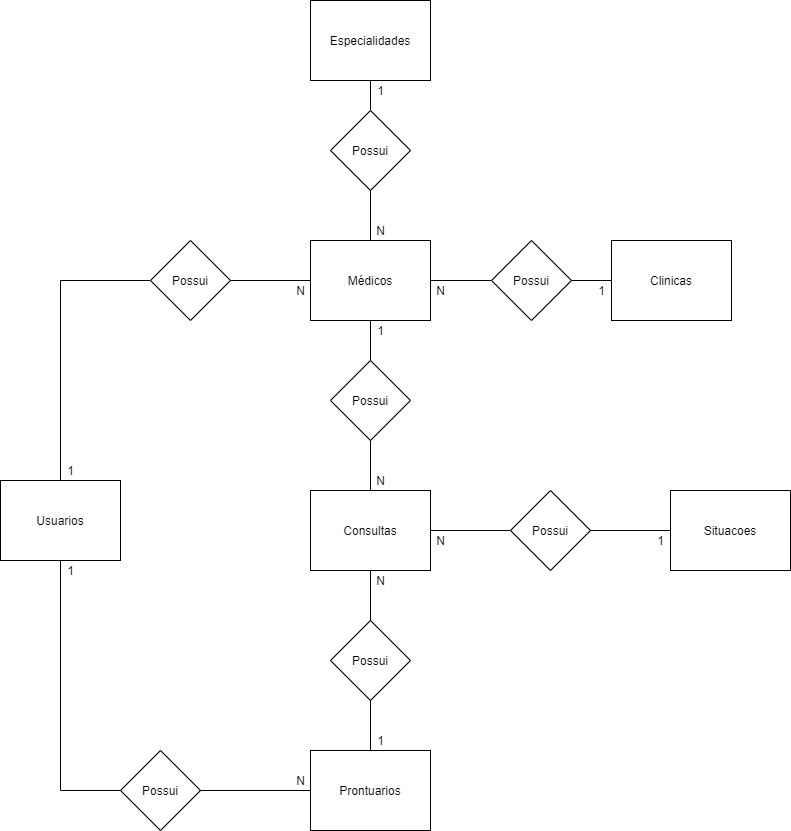 Especialidades
1
Possui
N
Possui
Médicos
Possui
Clinicas
N
N
1
1
Possui
1
N
Usuarios
Consultas
Possui
Situacoes
N
1
1
N
Possui
1
N
Possui
Prontuarios